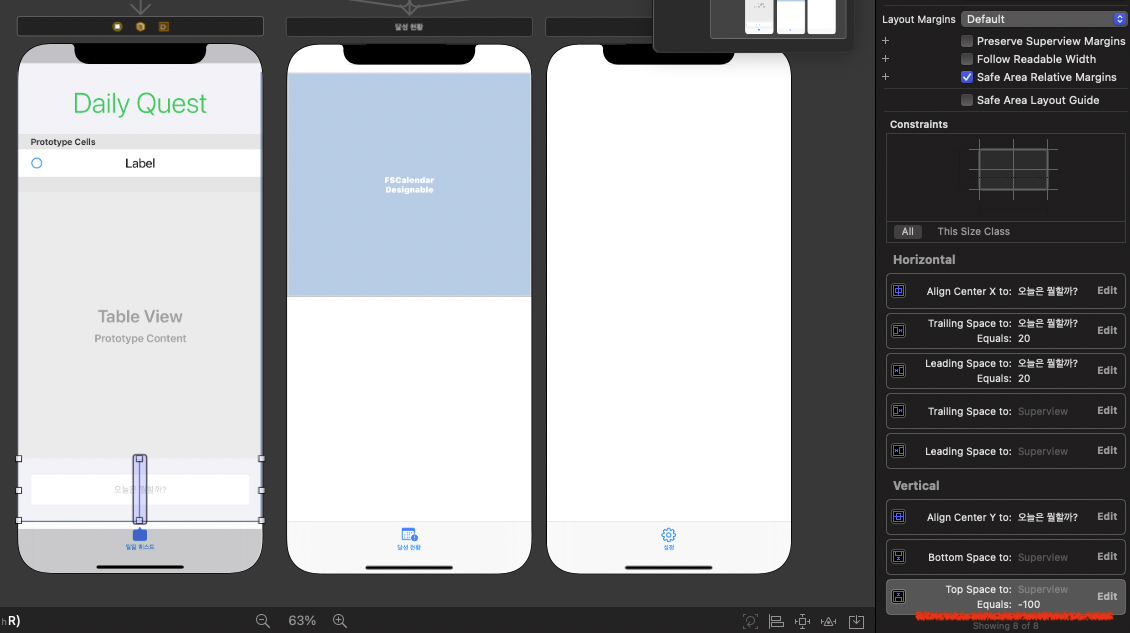 달성 현황
Daily Quest
Prototype Cells
Label
Table View
Prototype Content
오늘은 뭘할까?
일일 퀘스트
63%
R)
FSCalendar
Designable
달성 현황
설정
Layout Margins Default
Preserve Superview Margins
Follow Readable Width
Safe Area Relative Margins
Safe Area Layout Guide
Constraints
All This Size Class
Horizontal
Align Center X to: 오늘은 뭘할까? Edit
Trailing Space to: 오늘은 뭘할까?
Equals: 20 Edit
Leading Space to: 오늘은 뭘할까?
Equals: 20 Edit
Trailing Space to: Superview Edit
Leading Space to: Superview Edit
Vertical
Align Center Y to: 오늘은 뭘할까? Edit
Bottom Space to: Superview Edit
Top Space to: Superview
Equals: -100 Edit
Showing 8 of 8